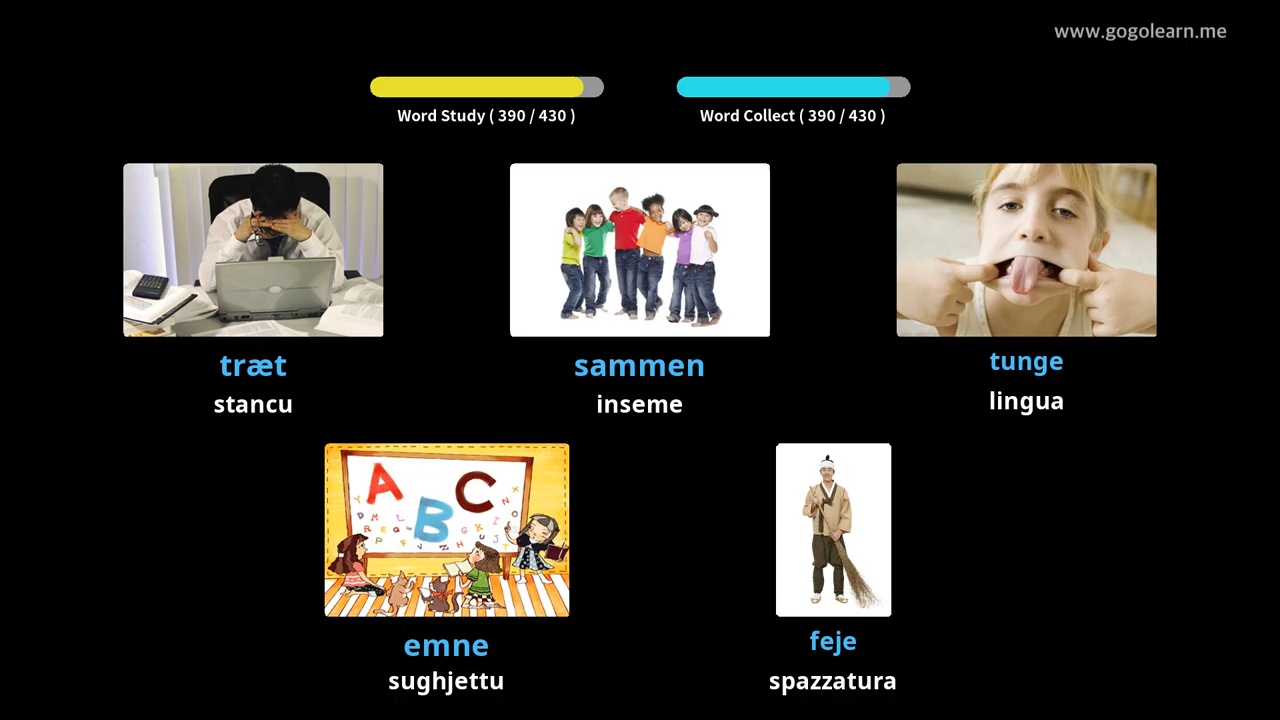 www.gogolearn.me
Word Study ( 390 / 430 )
Word Collect ( 390 / 430 )
træt
stancu
sammen
inseme
tunge
lingua
A B C
emne
sughjettu
feje
spazzatura